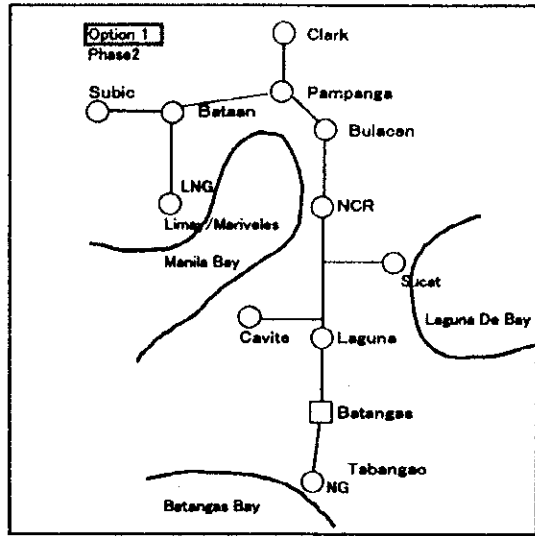 Option 1
Phase2
Clark
Subic
Pampanga
Bataan
Bulacan
LNG
NCR
Limay/Mariveles
Manila Bay
Sucat
Laguna De Bay
Cavite
Laguna
Batangas
Tabangao
NG
Batangas Bay